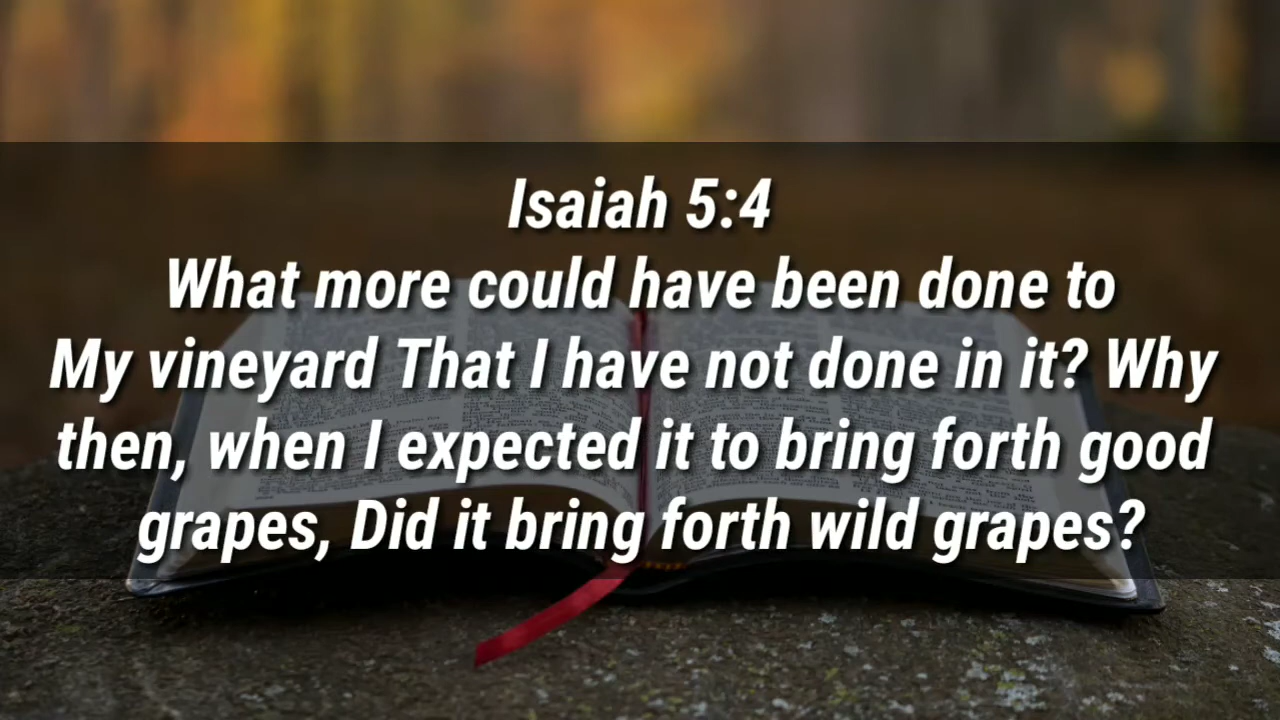 Isaiah 5:4
What more could have been done to
My vineyard That I have not done in it? Why
then, when I expected it to bring forth good
grapes, Did it bring forth wild grapes?